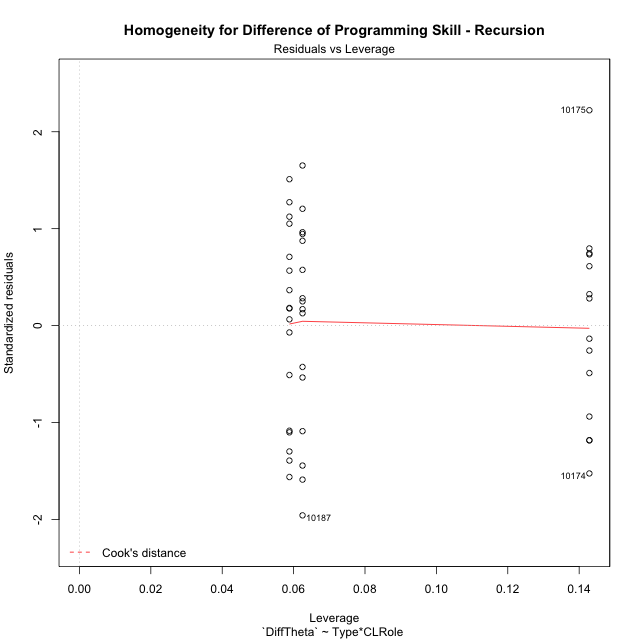 Homogeneity for Difference of Programming Skill - Recursion
Residuals vs Leverage
10175
2
1
0
-1
-2
Standardized residuals
10174
10187
Cook's distance
0.00 0.02 0.04 0.06 0.08 0.10 0.12 0.14
Leverage
`DiffTheta` ~ Type*CLRole